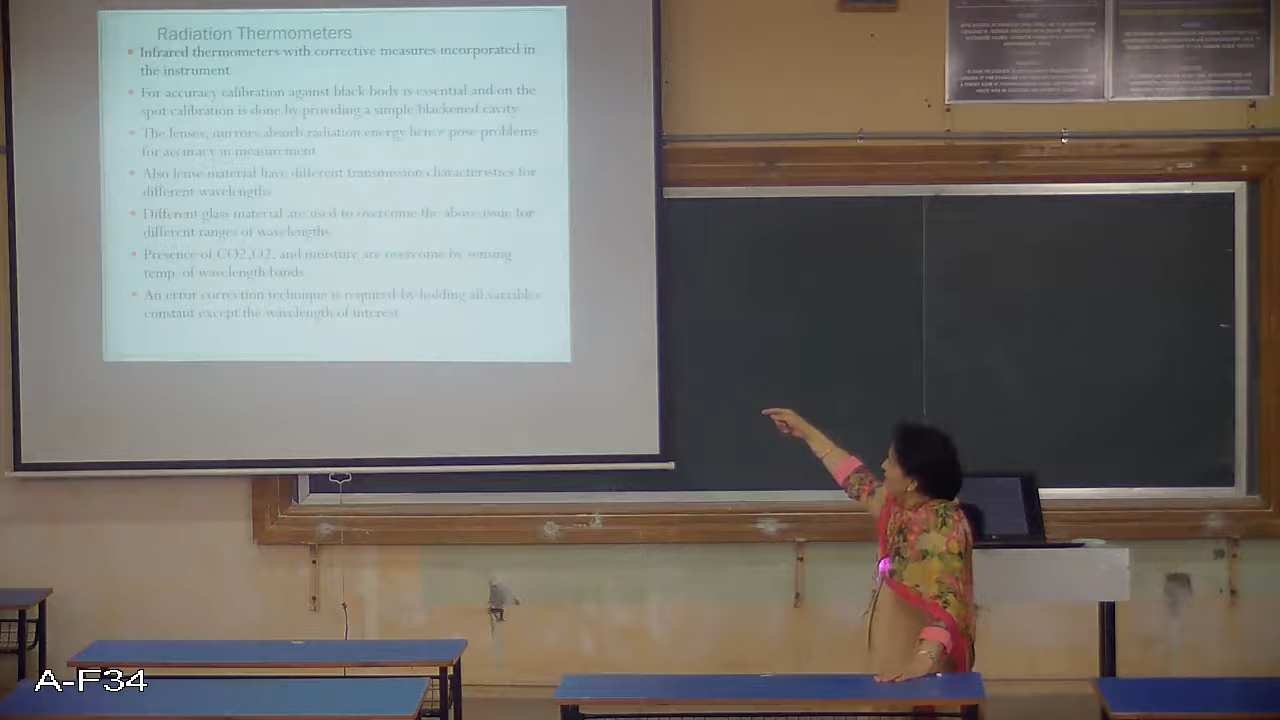 Radiation Thermometers
• Infrared thermometers with corrective measures incorporated in
the instrument
• For accuracy calibration against black body is essential and on the
spot calibration is done by providing a simple blackened cavity
• The lenses, mirrors absorb radiation energy hence pose problems
for accuracy in measurement
• Also lense material have different transmission characteristics for
different wavelengths
• Different glass material are used to overcome the above issue for
different ranges of wavelengths
• Presence of CO2,O2, and moisture are overcome by sensing
temp. of wavelength bands
• An error correction technique is required by holding all variables
constant except the wavelength of interest
A-F34